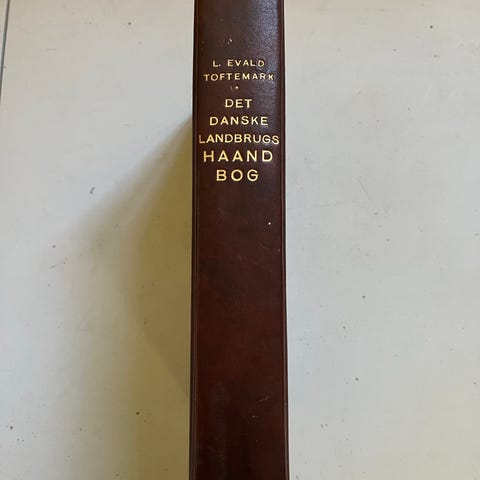 L. EVALD
TOFTEMARK
DET
DANSKE
LANDBRUGS
HAAND
BOG